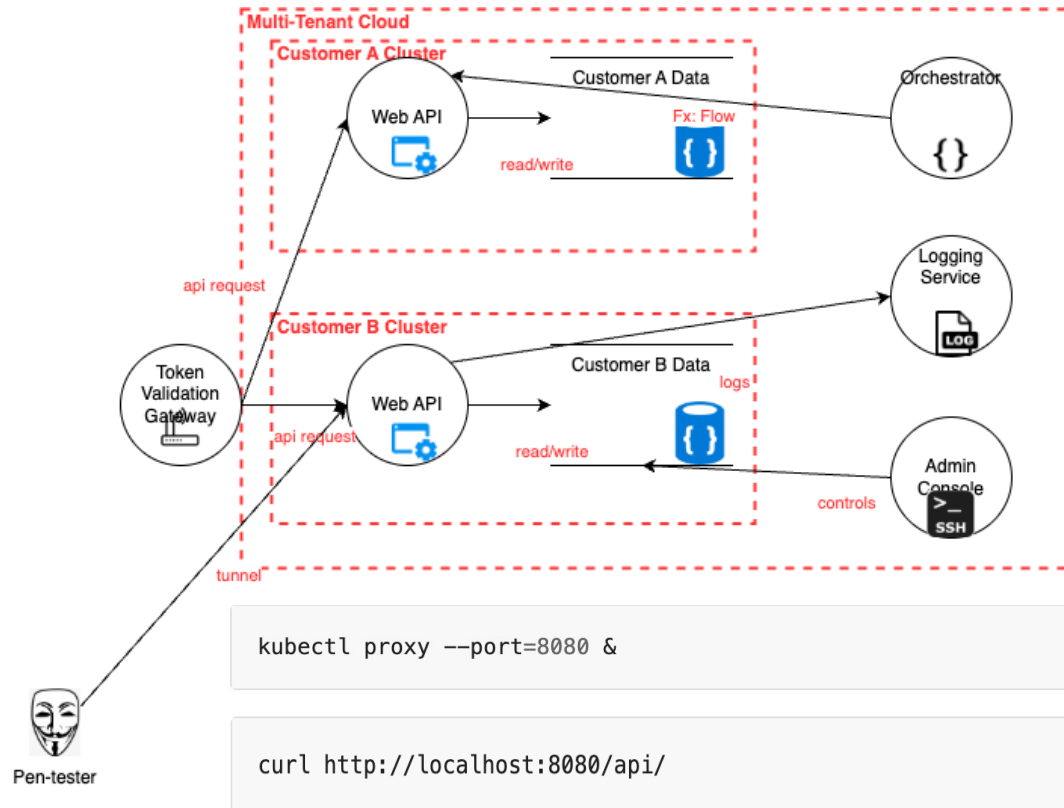 Multi-Tenant Cloud
Customer A Cluster
Web API
Customer A Data
Fx: Flow
read/write
Orchestrator
{ }
{ }
api request
Logging
Service
LOG
Customer B Cluster
Web API
Customer B Data
logs
{ }
read/write
Token
Validation
Gateway
api request
Admin
Console
>_
SSH
controls
tunnel
Pen-tester
kubectl proxy --port=8080 &
curl http://localhost:8080/api/